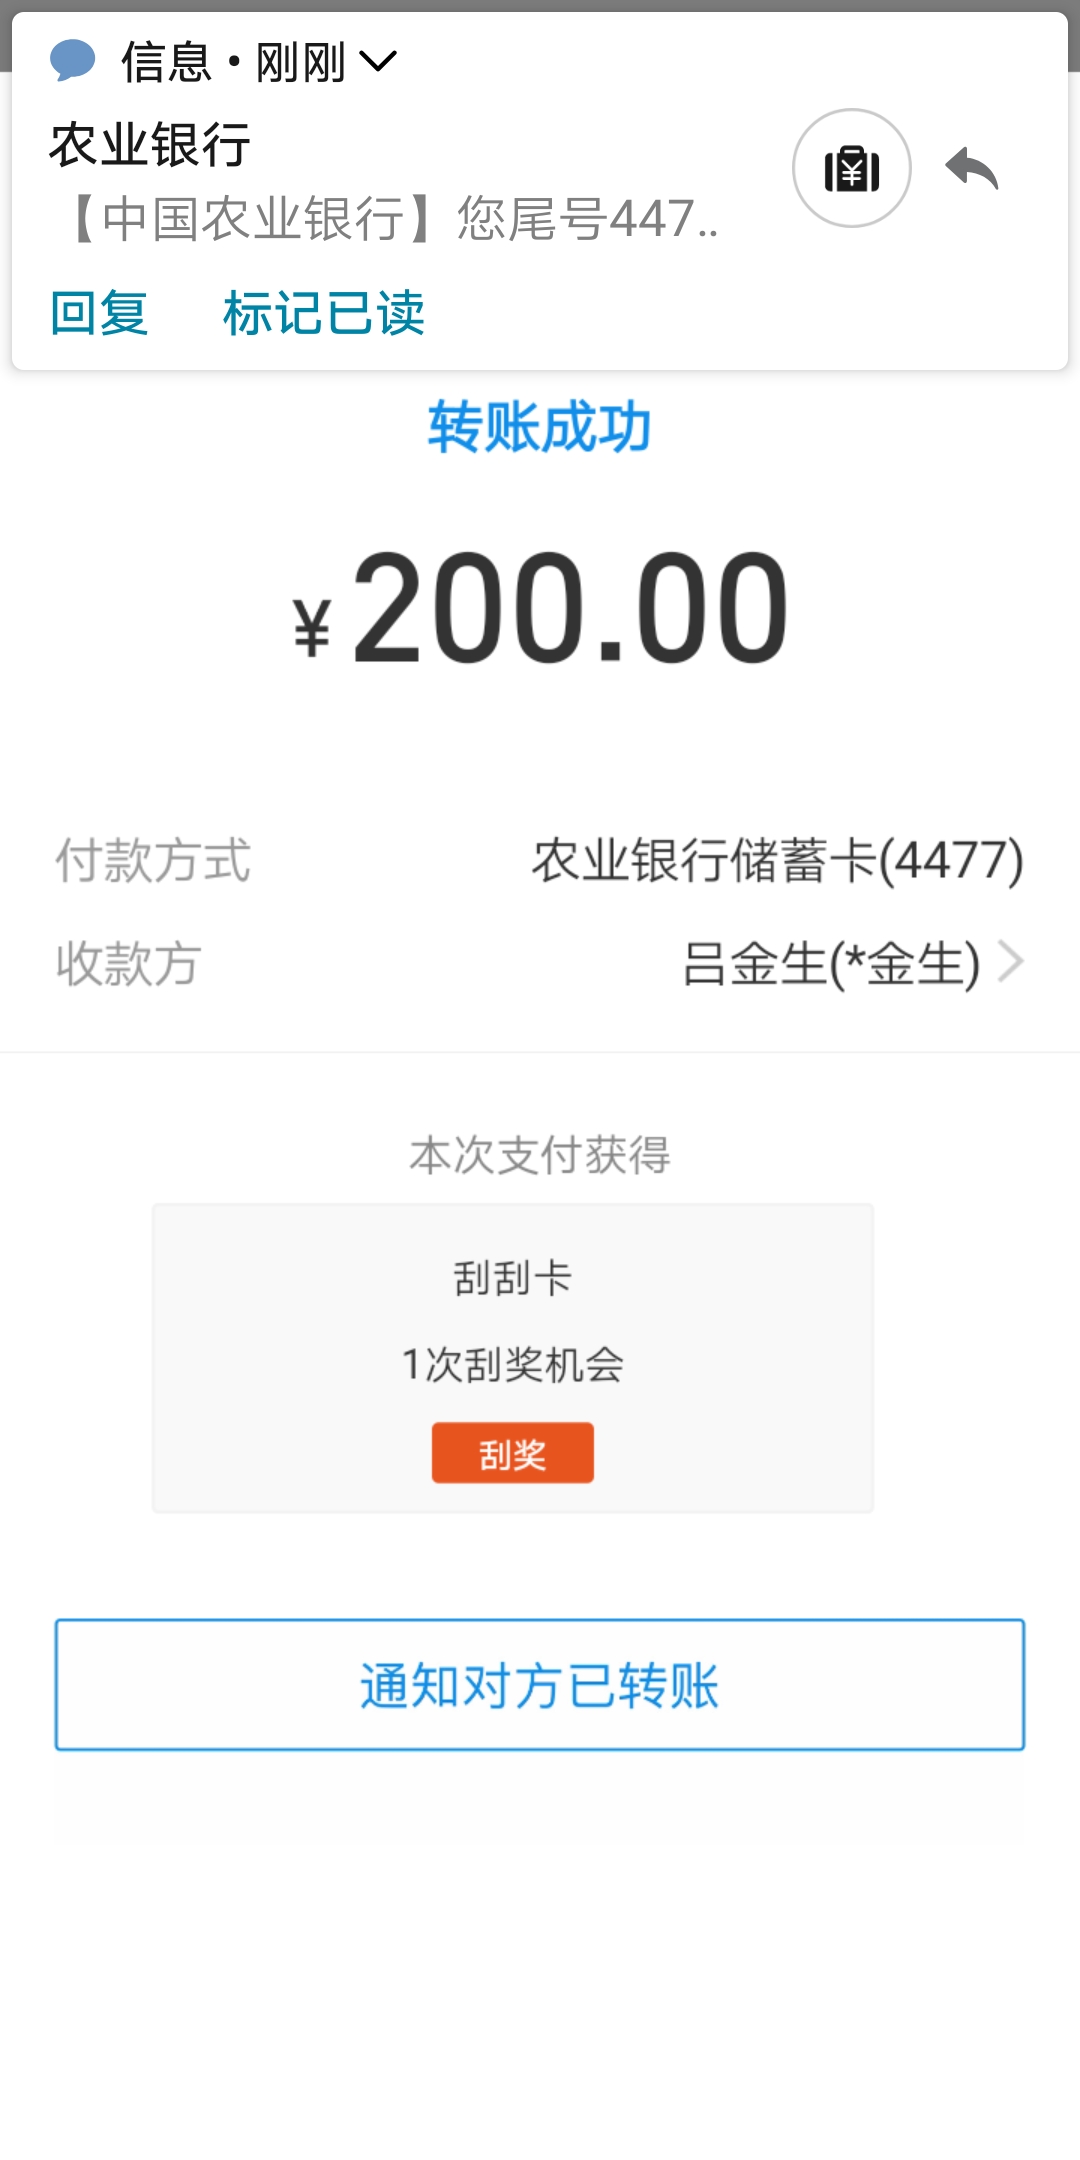 信息 • 刚刚
农业银行
【中国农业银行】您尾号447..
回复 标记已读
转账成功
¥200.00
付款方式 农业银行储蓄卡(4477)
收款方 吕金生(*金生)
本次支付获得
刮刮卡
1次刮奖机会
刮奖
通知对方已转账